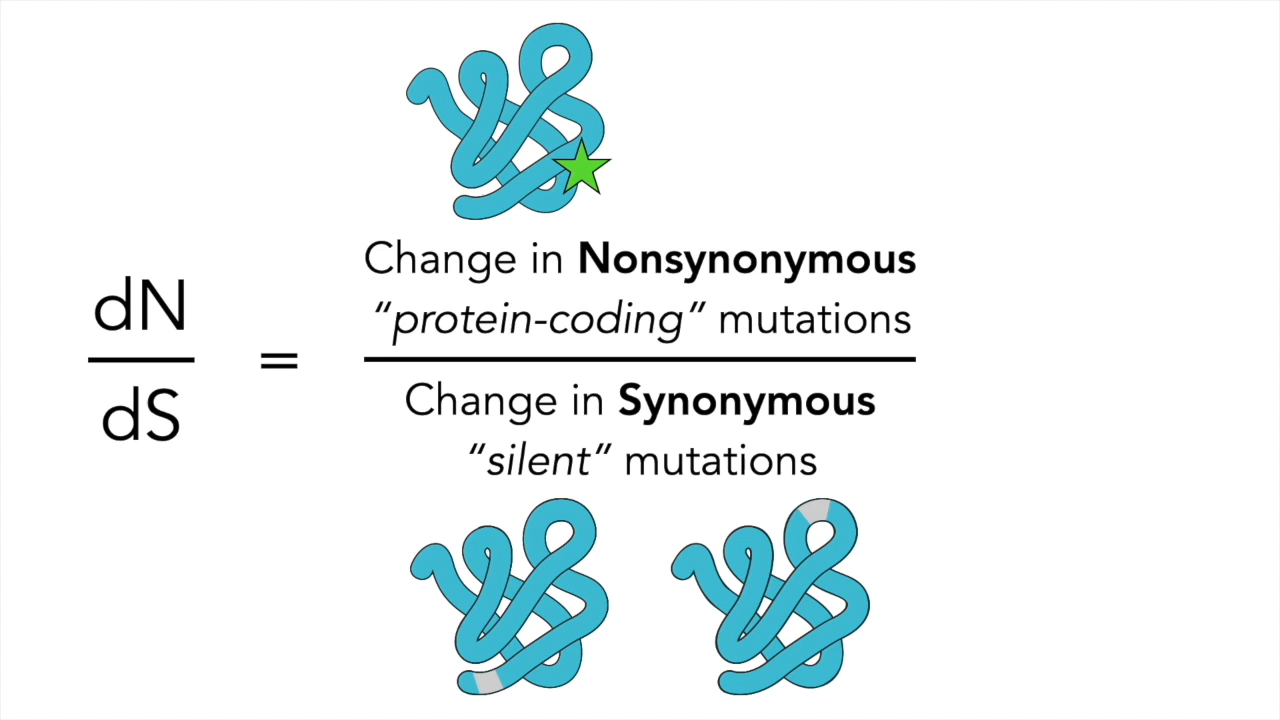 dN
dS
=
Change in Nonsynonymous
“protein-coding” mutations
Change in Synonymous
“silent” mutations